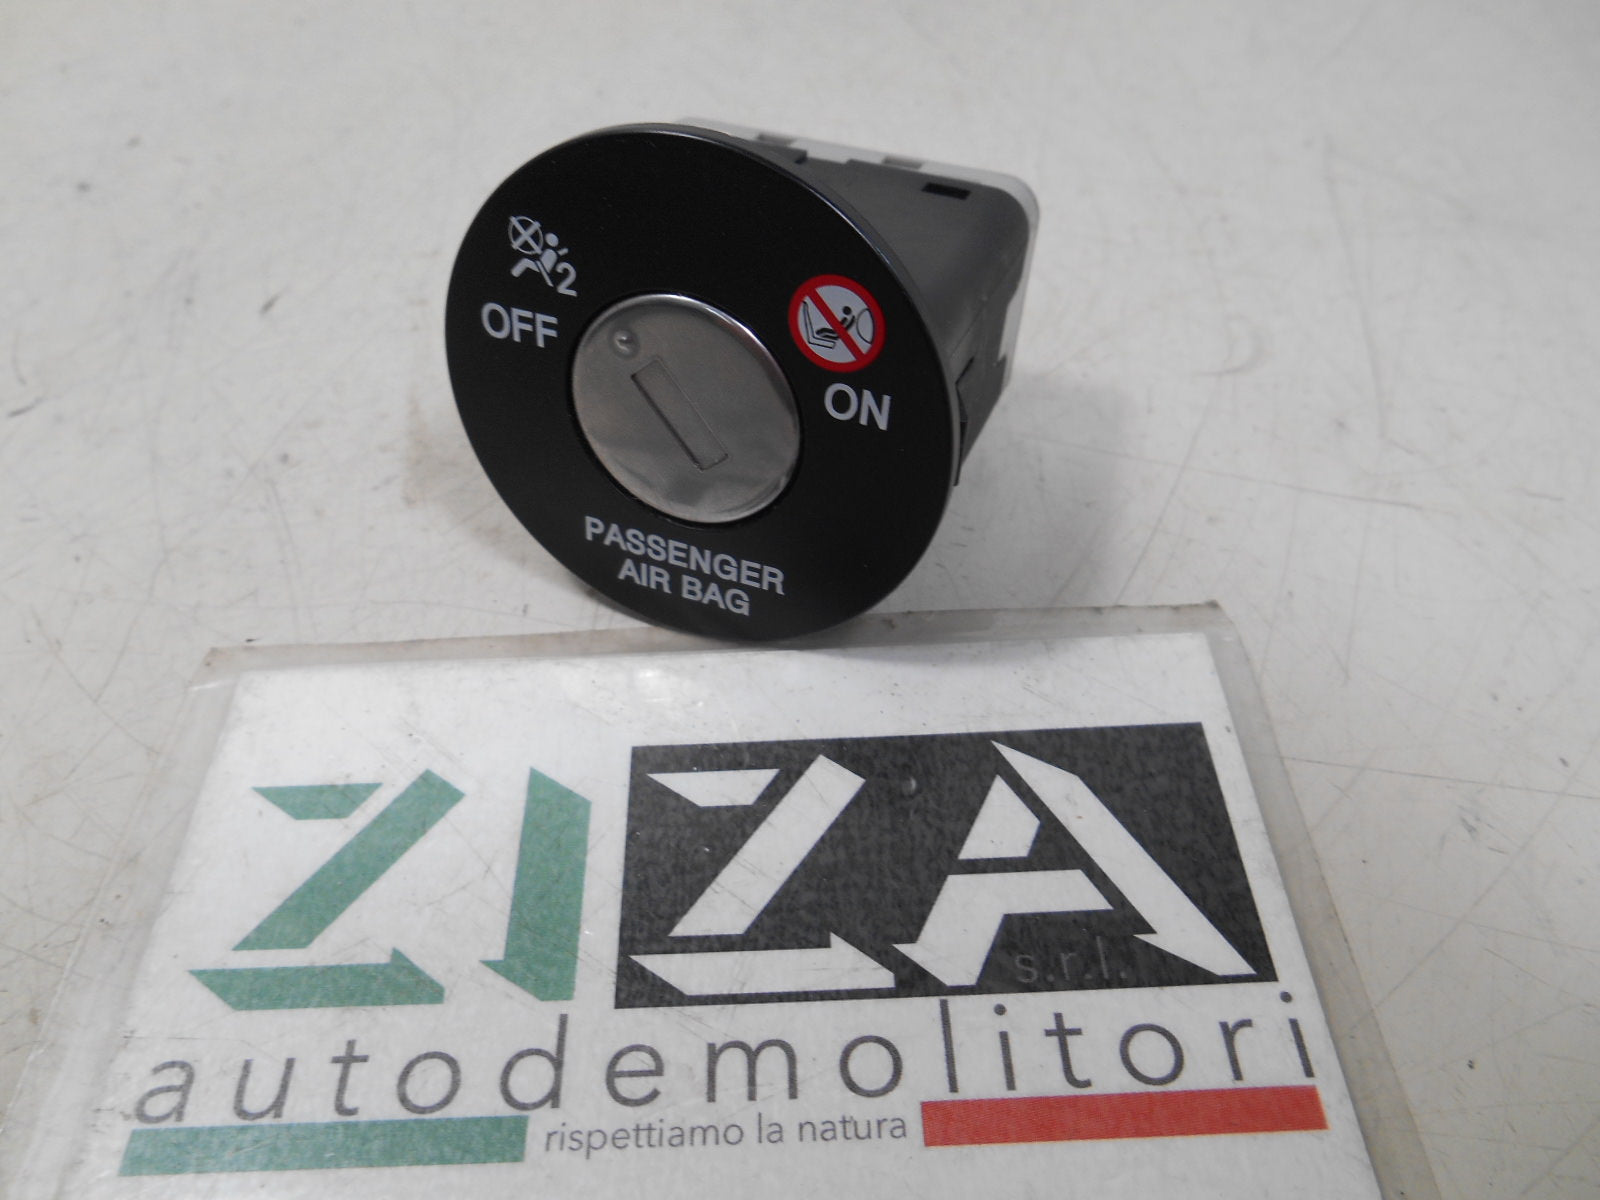 2
OFF
ON
PASSENGER
AIR BAG
ZIZA
s.r.l.
autodemolitori
rispettiamo la natura